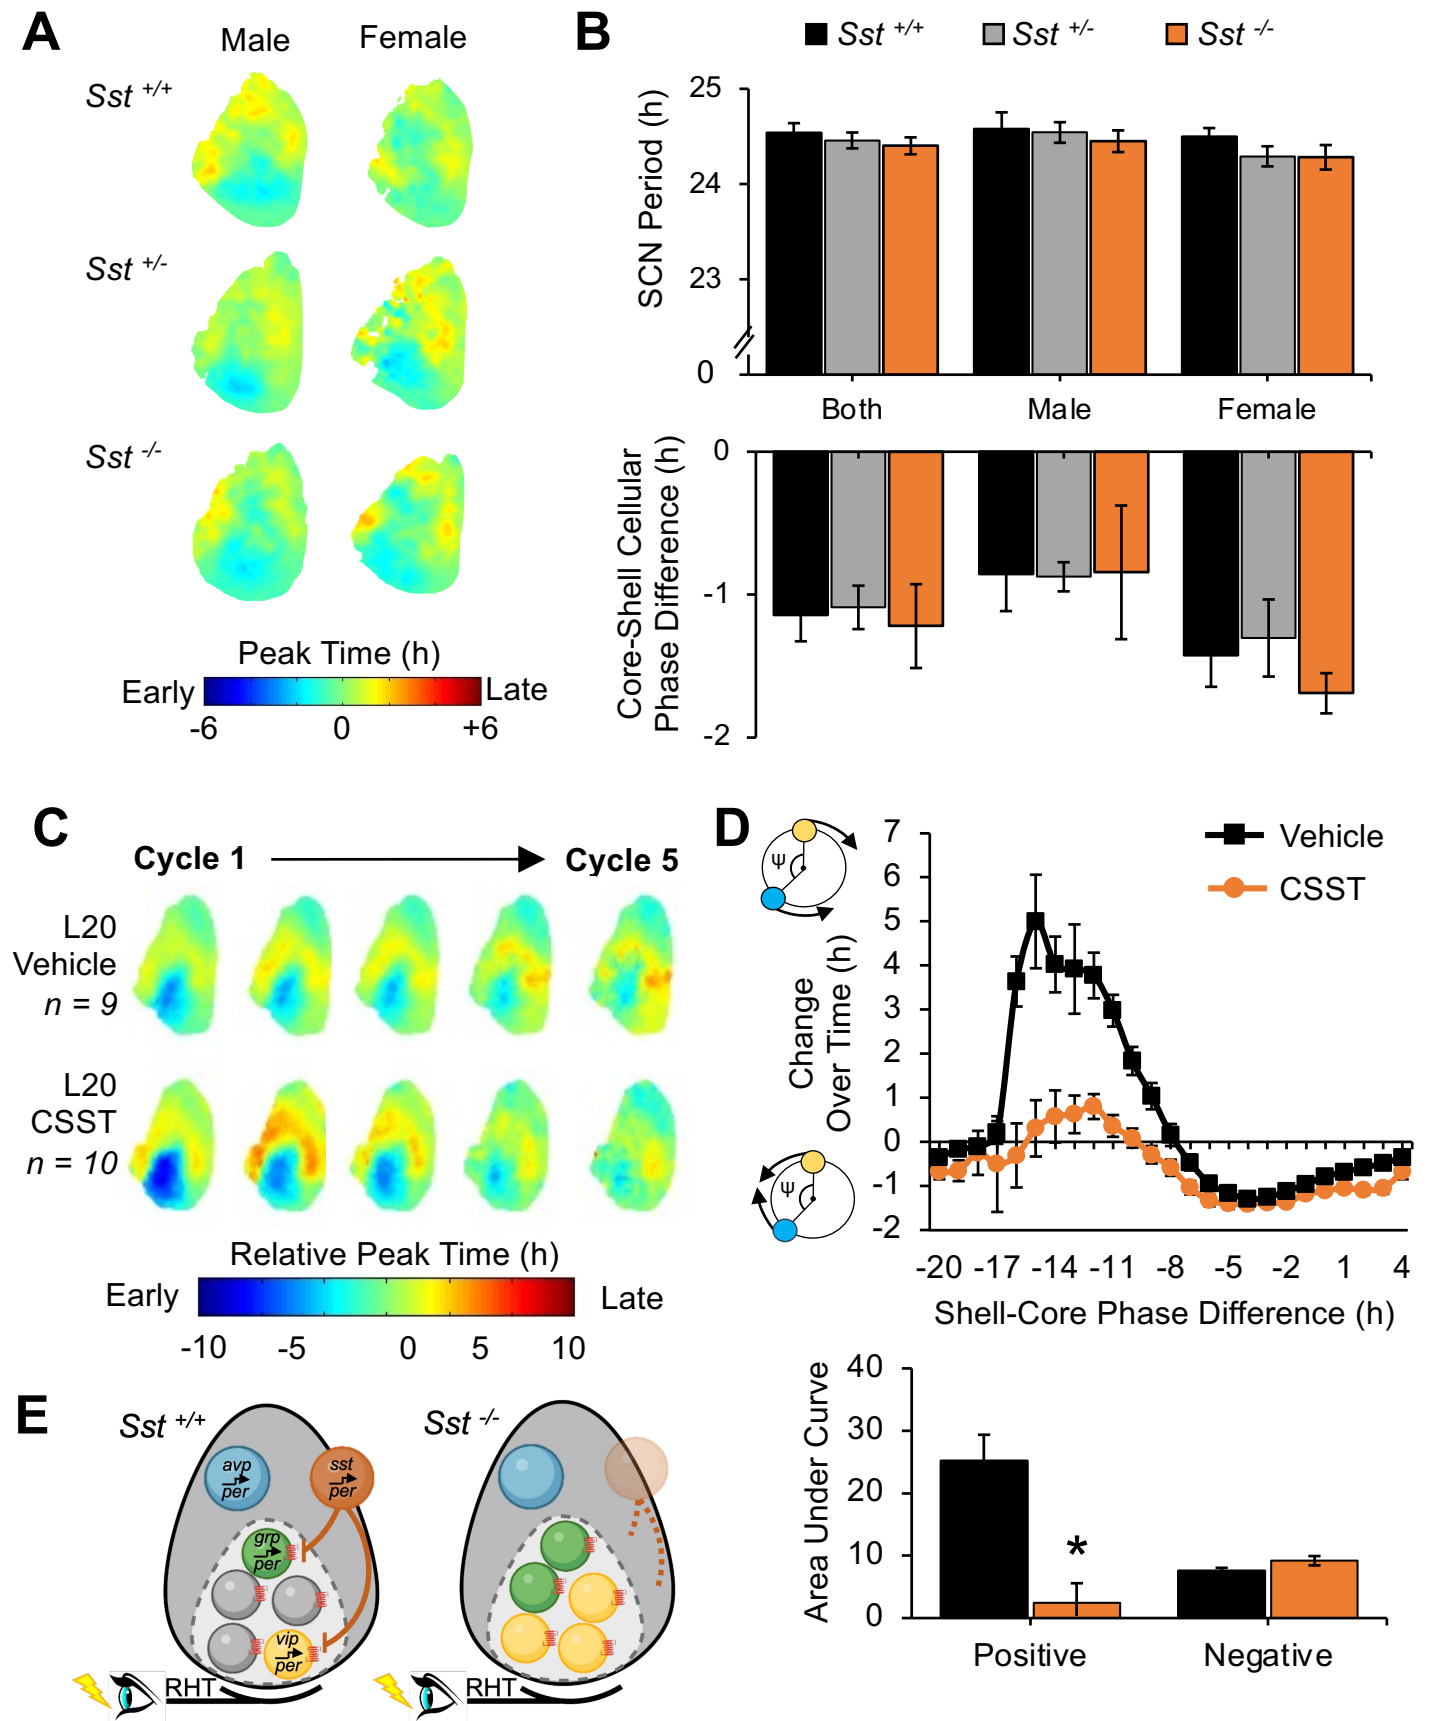 A
Male
Female
Sst +/+
Sst +/-
Sst -/-
Peak Time (h)
Early
Late
-6
0
+6
B
Sst +/+
Sst +/-
Sst -/-
SCN Period (h)
25
24
23
0
Both
Male
Female
Core-Shell Cellular
Phase Difference (h)
0
-1
-2
C
Cycle 1
Cycle 5
L20
Vehicle
n = 9
L20
CSST
n = 10
Relative Peak Time (h)
Early
Late
-10
-5
0
5
10
D
ψ
ψ
Change
Over Time (h)
7
6
5
4
3
2
1
0
-1
-2
Vehicle
CSST
-20 -17 -14 -11 -8 -5 -2 1 4
Shell-Core Phase Difference (h)
Area Under Curve
40
30
20
10
0
*
Positive
Negative
E
Sst +/+
avp
per
sst
per
grp
per
vip
per
RHT
Sst -/-
RHT